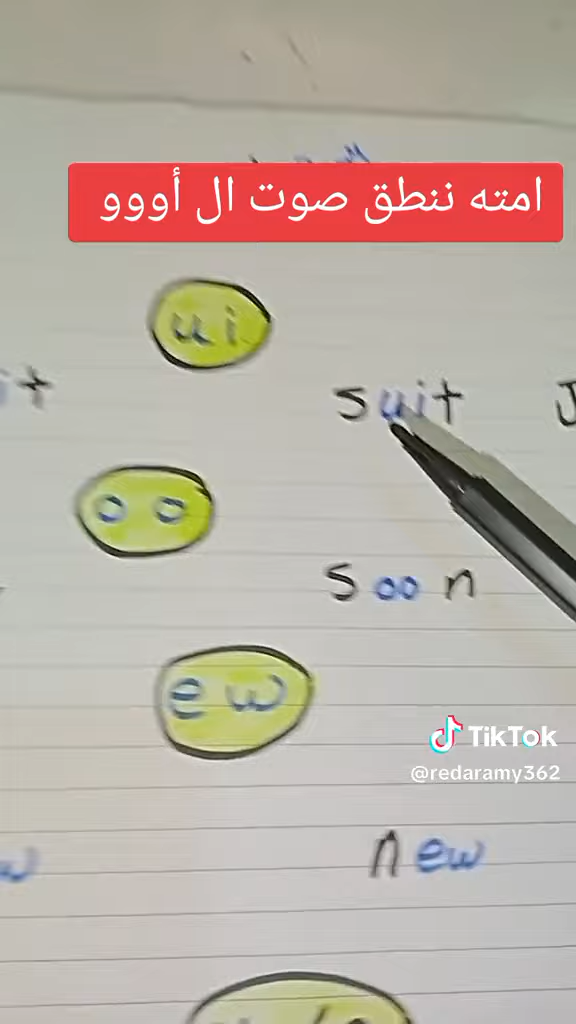 امته ننطق صوت ال أووو
ui
suit
oo
soon
ew
new
TikTok
@redaramy362